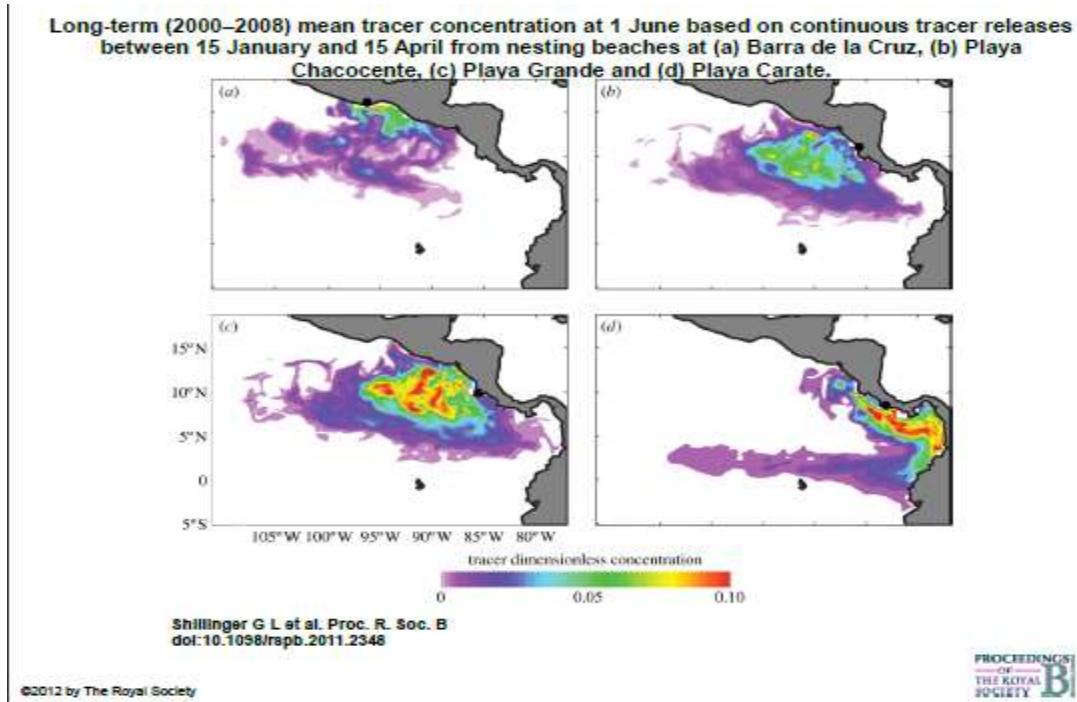 Long-term (2000–2008) mean tracer concentration at 1 June based on continuous tracer releases
between 15 January and 15 April from nesting beaches at (a) Barra de la Cruz, (b) Playa
Chacocente, (c) Playa Grande and (d) Playa Carate.
(a)
(b)
(c)
(d)
15°N
10°N
5°N
0
5°S
105°W 100°W 95°W 90°W 85°W 80°W
tracer dimensionless concentration
0 0.05 0.10
Shillinger G L et al. Proc. R. Soc. B
doi:10.1098/rspb.2011.2348
©2012 by The Royal Society
PROCEEDINGS
OF
THE ROYAL
SOCIETY
B